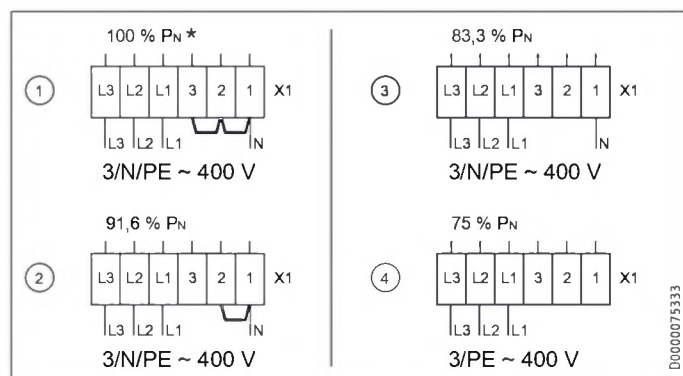 100 % PN *
1
L3 L2 L1 3 2 1 X1
L3 L2 L1 N
3/N/PE ~ 400 V
91,6 % PN
2
L3 L2 L1 3 2 1 X1
L3 L2 L1 N
3/N/PE ~ 400 V
83,3 % PN
3
L3 L2 L1 3 2 1 X1
L3 L2 L1 N
3/N/PE ~ 400 V
75 % PN
4
L3 L2 L1 3 2 1 X1
L3 L2 L1
3/PE ~ 400 V
D0000075333